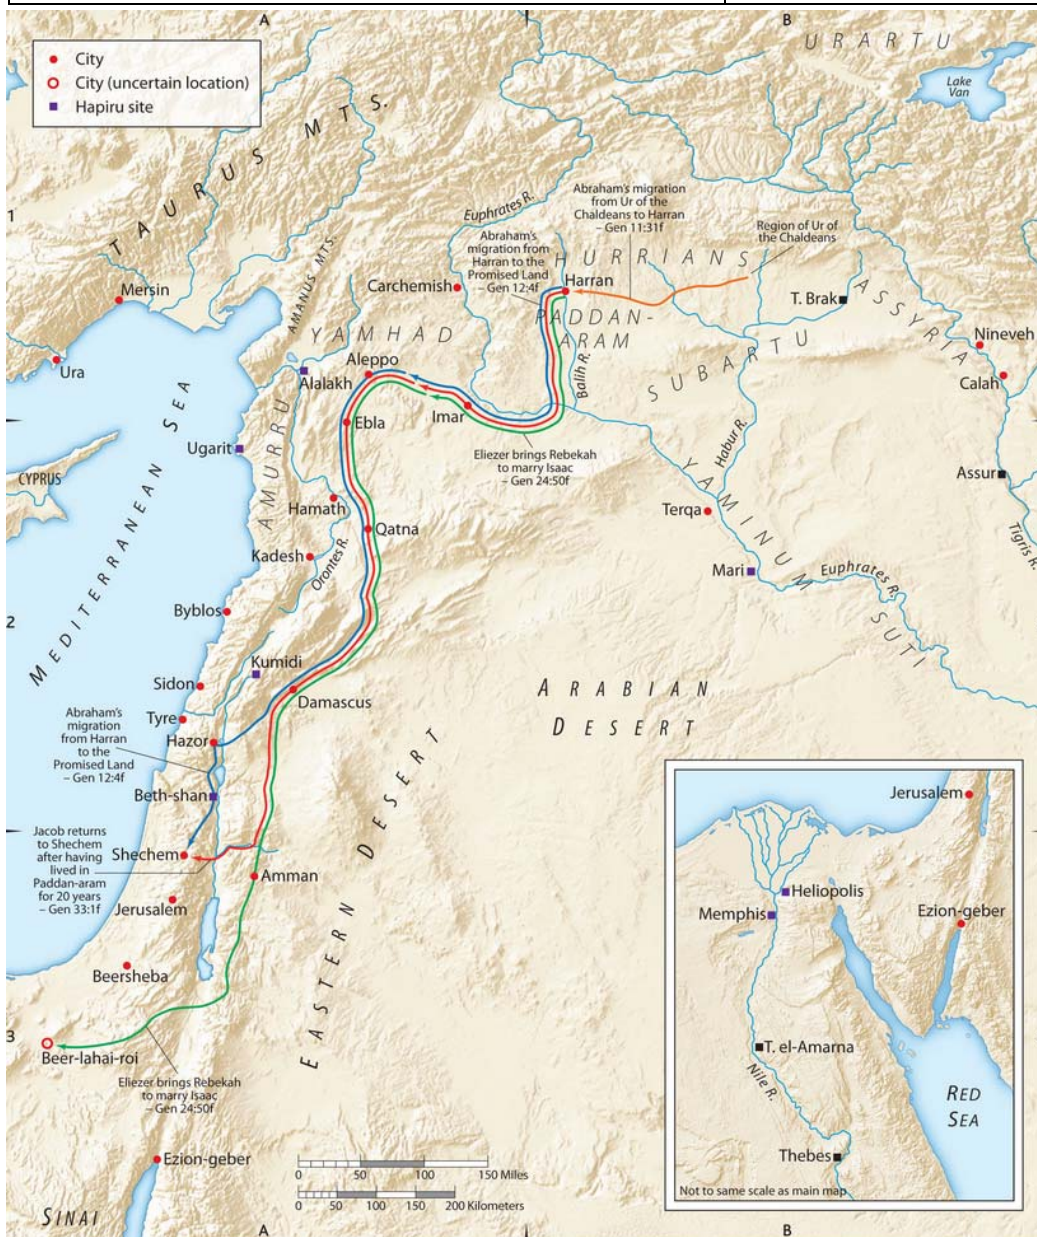 A
B
City
City (uncertain location)
Hapiru site
URARTU
Lake
Van
TAURUS MTS.
1
Euphrates R.
Abraham's migration
from Ur of the
Chaldeans to Harran
– Gen 11:31f
Region of Ur of
the Chaldeans
Abraham's
migration from
Harran to the
Promised Land
– Gen 12:4f
HURRIANS
AMANUS MTS.
Mersin
Carchemish
Harran
T. Brak
ASSYRIA
PADDAN-
ARAM
YAMHAD
Nineveh
Ura
Aleppo
Alalakh
Balih R.
SUBARTU
Calah
Imar
Ebla
MEDITERRANEAN SEA
AMURRU
Ugarit
Eliezer brings Rebekah
to marry Isaac
– Gen 24:50f
Habur R.
CYPRUS
Assur
Hamath
YAMINUM
Terqa
Qatna
Tigris R.
Kadesh
Orontes R.
Mari
Euphrates R.
SUTI
Byblos
2
Kumidi
Sidon
Damascus
ARABIAN
DESERT
Tyre
Abraham's
migration
from Harran
to the
Promised Land
– Gen 12:4f
Hazor
Beth-shan
EASTERN DESERT
Jacob returns
to Shechem
after having
lived in
Paddan-aram
for 20 years
– Gen 33:1f
Shechem
Amman
Jerusalem
Beersheba
3
Beer-lahai-roi
Eliezer brings Rebekah
to marry Isaac
– Gen 24:50f
Ezion-geber
SINAI
0 50 100 150 Miles
0 50 100 150 200 Kilometers
A
B
Jerusalem
Heliopolis
Memphis
Ezion-geber
T. el-Amarna
Nile R.
RED
SEA
Thebes
Not to same scale as main map